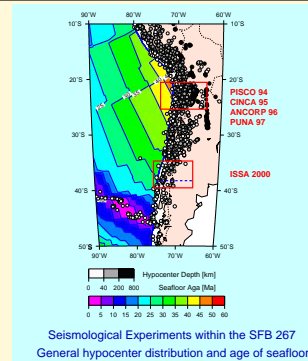 90˚W 80˚W 70˚W 60˚W
10˚S 10˚S
20˚S 20˚S
PISCO 94
CINCA 95
ANCORP 96
PUNA 97
30˚S 30˚S
ISSA 2000
40˚S 40˚S
50˚S 50˚S
90˚W 80˚W 70˚W 60˚W
Hypocenter Depth [km]
0 40 200 800
Seafloor Aga [Ma]
0 5 10 15 20 25 30 35 40 45 50 60
Seismological Experiments within the SFB 267
General hypocenter distribution and age of seafloor